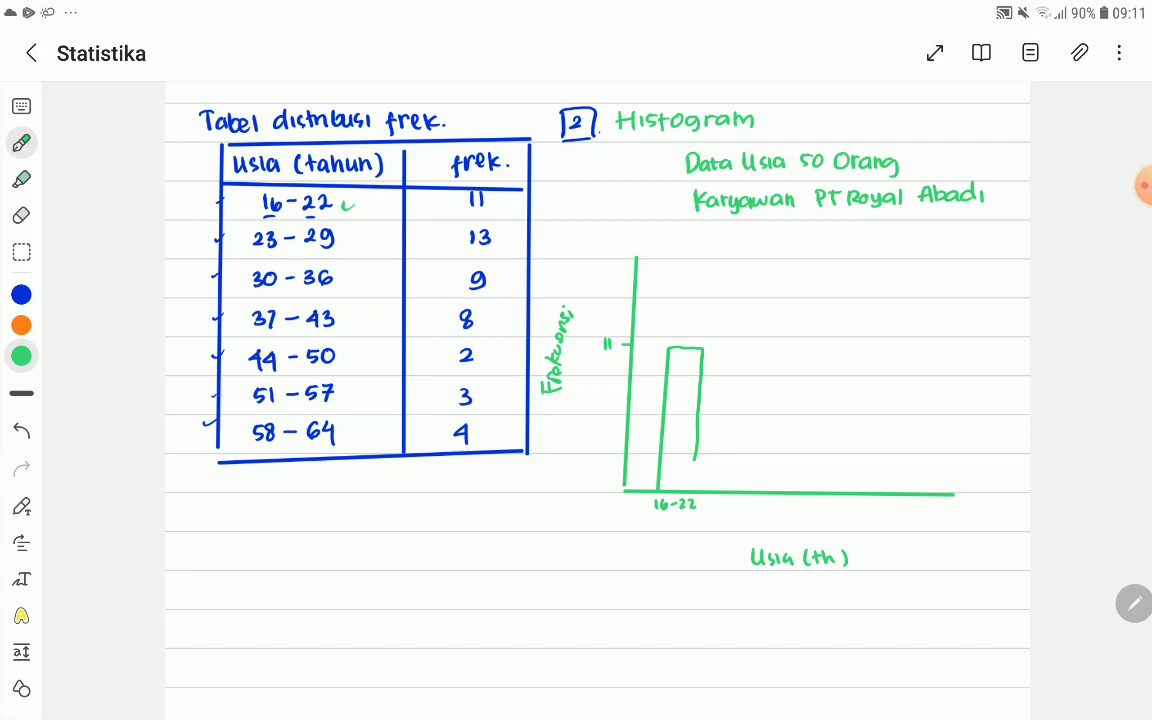 90% 09:11
Statistika
Tabel distribusi frek.
Usia (tahun) frek.
16-22 11
23-29 13
30-36 9
37-43 8
44-50 2
51-57 3
58-64 4
2. Histogram
Data Usia 50 Orang
Karyawan PT Royal Abadi
Frekuensi
11
16-22
Usia (th)